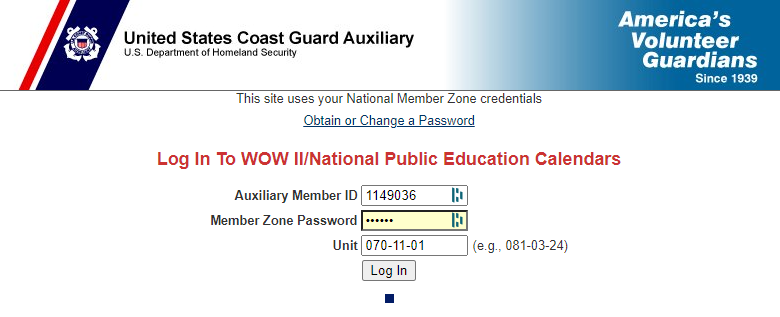 United States Coast Guard Auxiliary
U.S. Department of Homeland Security
America's
Volunteer
Guardians
Since 1939
This site uses your National Member Zone credentials
Obtain or Change a Password
Log In To WOW II/National Public Education Calendars
Auxiliary Member ID 1149036
Member Zone Password ••••••
Unit 070-11-01 (e.g., 081-03-24)
Log In